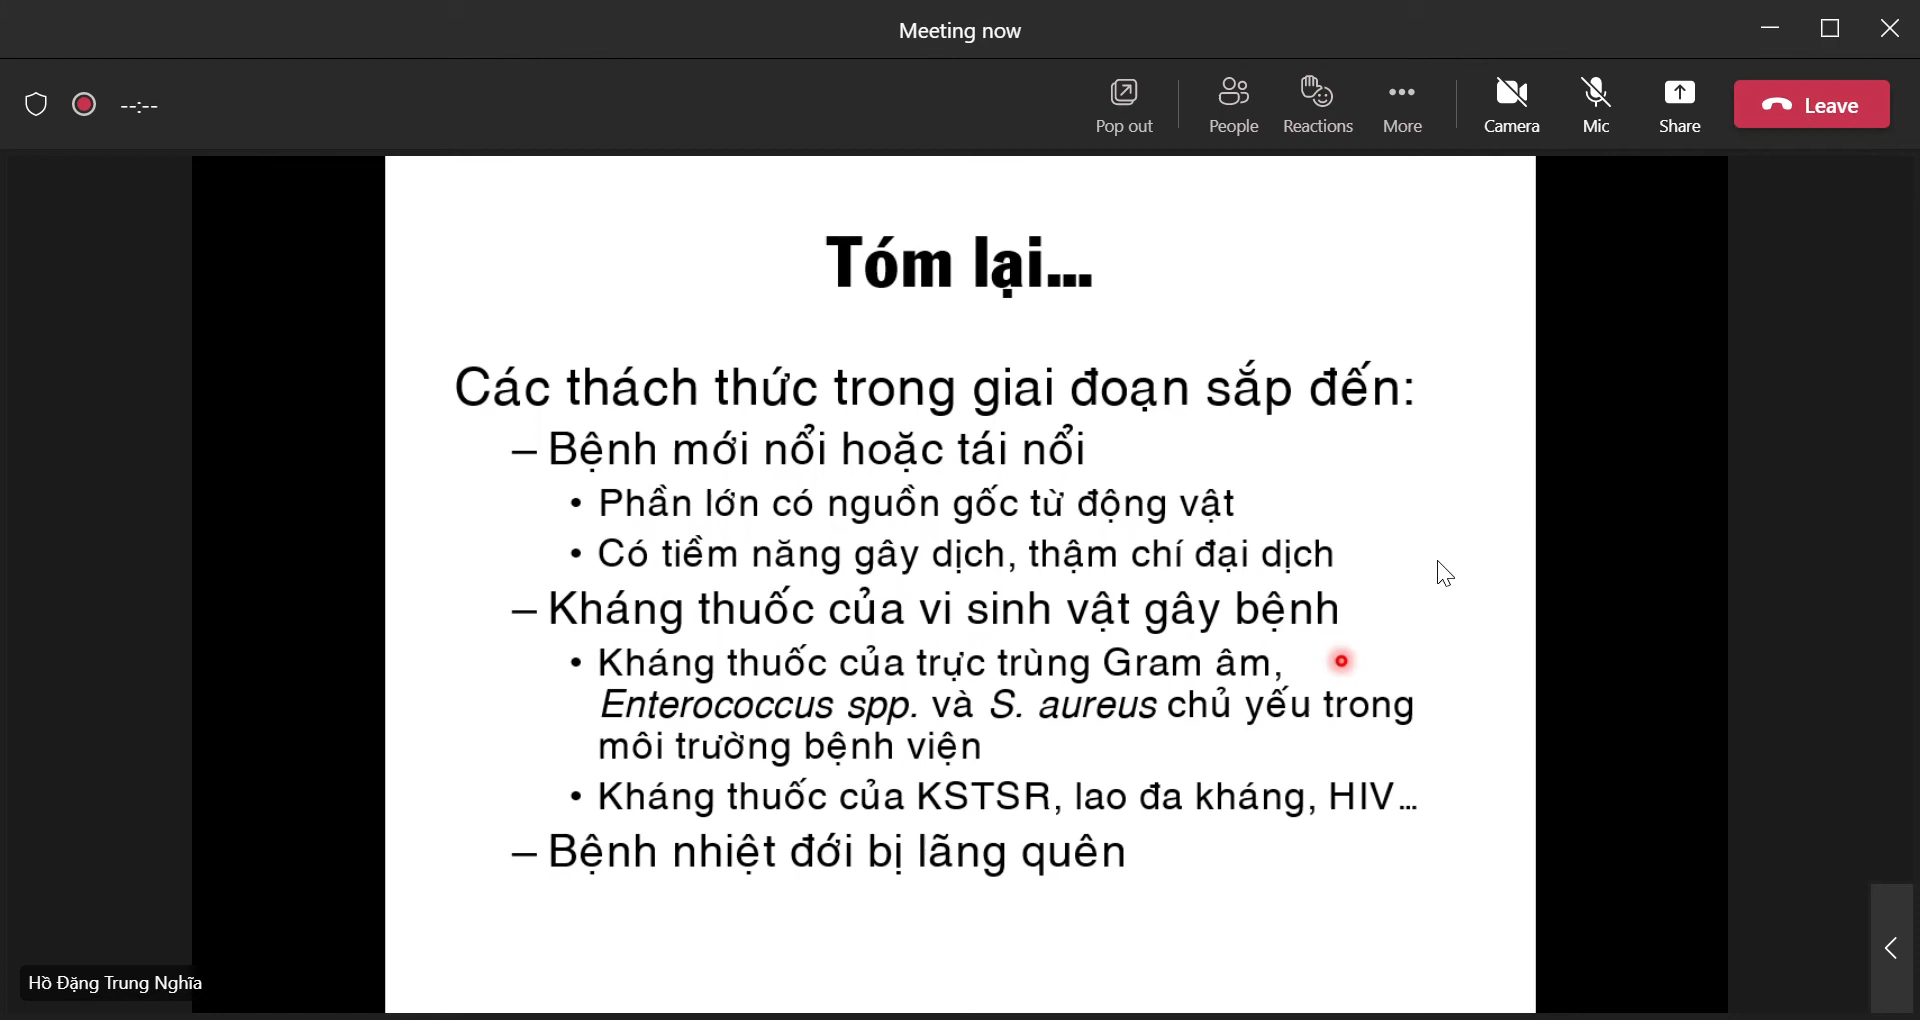 Meeting now
--:--
Pop out
People
Reactions
More
Camera
Mic
Share
Leave
Tóm lại...
Các thách thức trong giai đoạn sắp đến:
– Bệnh mới nổi hoặc tái nổi
• Phần lớn có nguồn gốc từ động vật
• Có tiềm năng gây dịch, thậm chí đại dịch
– Kháng thuốc của vi sinh vật gây bệnh
• Kháng thuốc của trực trùng Gram âm,
Enterococcus spp. và S. aureus chủ yếu trong
môi trường bệnh viện
• Kháng thuốc của KSTSR, lao đa kháng, HIV...
– Bệnh nhiệt đới bị lãng quên
Hồ Đặng Trung Nghĩa